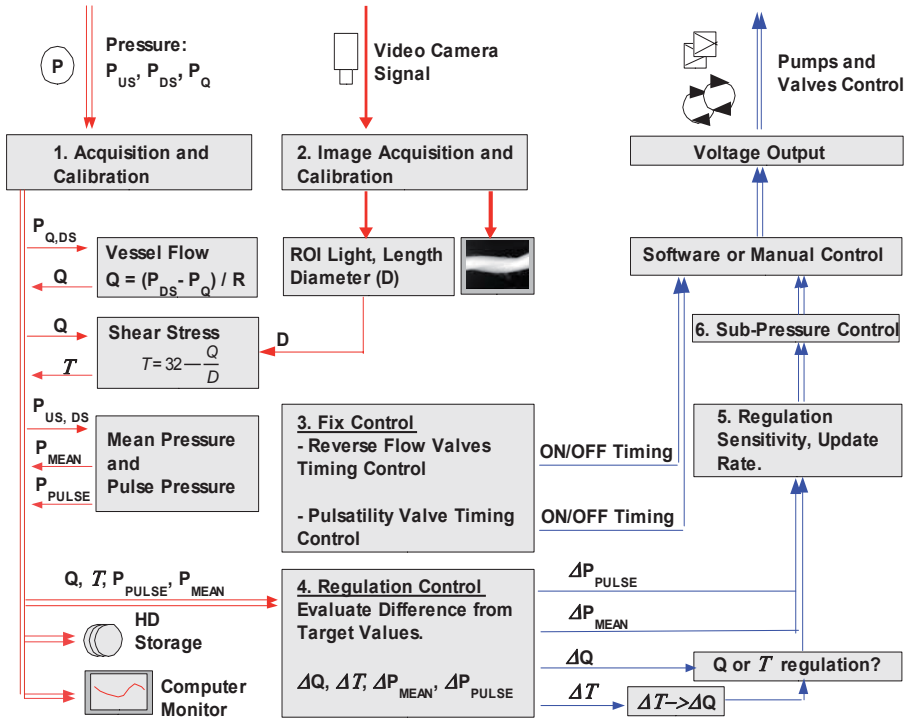 P
Pressure:
P_US, P_DS, P_Q
Video Camera
Signal
Pumps and
Valves Control
1. Acquisition and
Calibration
2. Image Acquisition and
Calibration
Voltage Output
P_Q,DS
Q
Vessel Flow
Q = (P_DS - P_Q) / R
ROI Light, Length
Diameter (D)
Software or Manual Control
Q
T
Shear Stress
T = 32 — Q/D
D
6. Sub-Pressure Control
P_US, DS
P_MEAN
P_PULSE
Mean Pressure
and
Pulse Pressure
3. Fix Control
- Reverse Flow Valves
Timing Control
- Pulsatility Valve Timing
Control
ON/OFF Timing
ON/OFF Timing
5. Regulation
Sensitivity, Update
Rate.
Q, T, P_PULSE, P_MEAN
4. Regulation Control
Evaluate Difference from
Target Values.
ΔQ, ΔT, ΔP_MEAN, ΔP_PULSE
ΔP_PULSE
ΔP_MEAN
ΔQ
ΔT
Q or T regulation?
ΔT->ΔQ
HD
Storage
Computer
Monitor